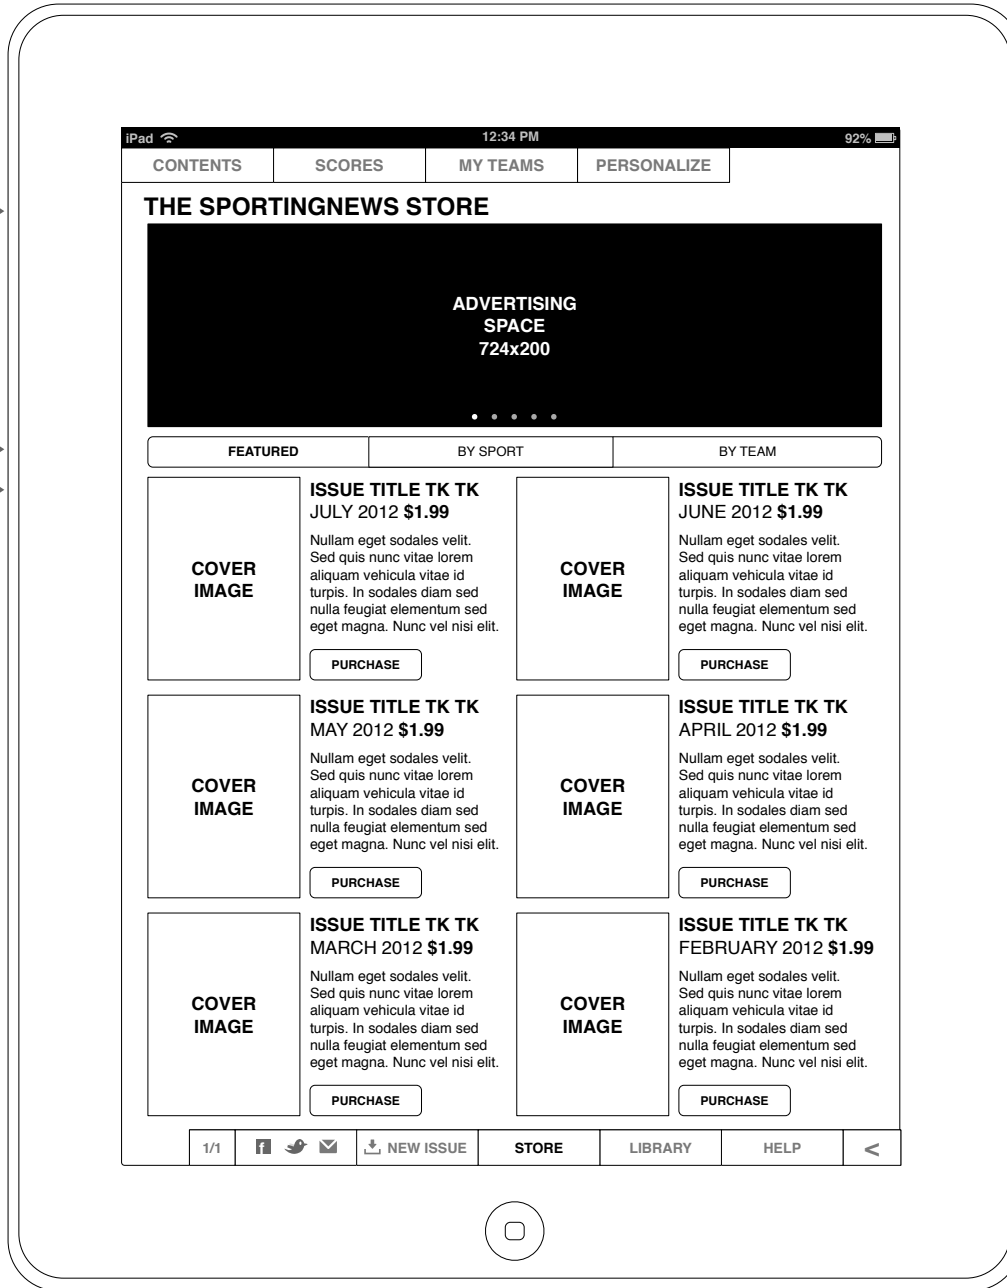 iPad 12:34 PM 92%
CONTENTS SCORES MY TEAMS PERSONALIZE
THE SPORTINGNEWS STORE
ADVERTISING
SPACE
724x200
FEATURED BY SPORT BY TEAM
COVER
IMAGE
ISSUE TITLE TK TK
JULY 2012 $1.99
Nullam eget sodales velit.
Sed quis nunc vitae lorem
aliquam vehicula vitae id
turpis. In sodales diam sed
nulla feugiat elementum sed
eget magna. Nunc vel nisi elit.
PURCHASE
COVER
IMAGE
ISSUE TITLE TK TK
JUNE 2012 $1.99
Nullam eget sodales velit.
Sed quis nunc vitae lorem
aliquam vehicula vitae id
turpis. In sodales diam sed
nulla feugiat elementum sed
eget magna. Nunc vel nisi elit.
PURCHASE
COVER
IMAGE
ISSUE TITLE TK TK
MAY 2012 $1.99
Nullam eget sodales velit.
Sed quis nunc vitae lorem
aliquam vehicula vitae id
turpis. In sodales diam sed
nulla feugiat elementum sed
eget magna. Nunc vel nisi elit.
PURCHASE
COVER
IMAGE
ISSUE TITLE TK TK
APRIL 2012 $1.99
Nullam eget sodales velit.
Sed quis nunc vitae lorem
aliquam vehicula vitae id
turpis. In sodales diam sed
nulla feugiat elementum sed
eget magna. Nunc vel nisi elit.
PURCHASE
COVER
IMAGE
ISSUE TITLE TK TK
MARCH 2012 $1.99
Nullam eget sodales velit.
Sed quis nunc vitae lorem
aliquam vehicula vitae id
turpis. In sodales diam sed
nulla feugiat elementum sed
eget magna. Nunc vel nisi elit.
PURCHASE
COVER
IMAGE
ISSUE TITLE TK TK
FEBRUARY 2012 $1.99
Nullam eget sodales velit.
Sed quis nunc vitae lorem
aliquam vehicula vitae id
turpis. In sodales diam sed
nulla feugiat elementum sed
eget magna. Nunc vel nisi elit.
PURCHASE
1/1 f NEW ISSUE STORE LIBRARY HELP <